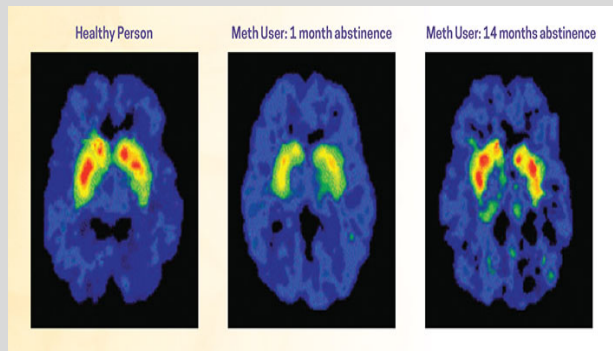 Healthy Person
Meth User: 1 month abstinence
Meth User: 14 months abstinence